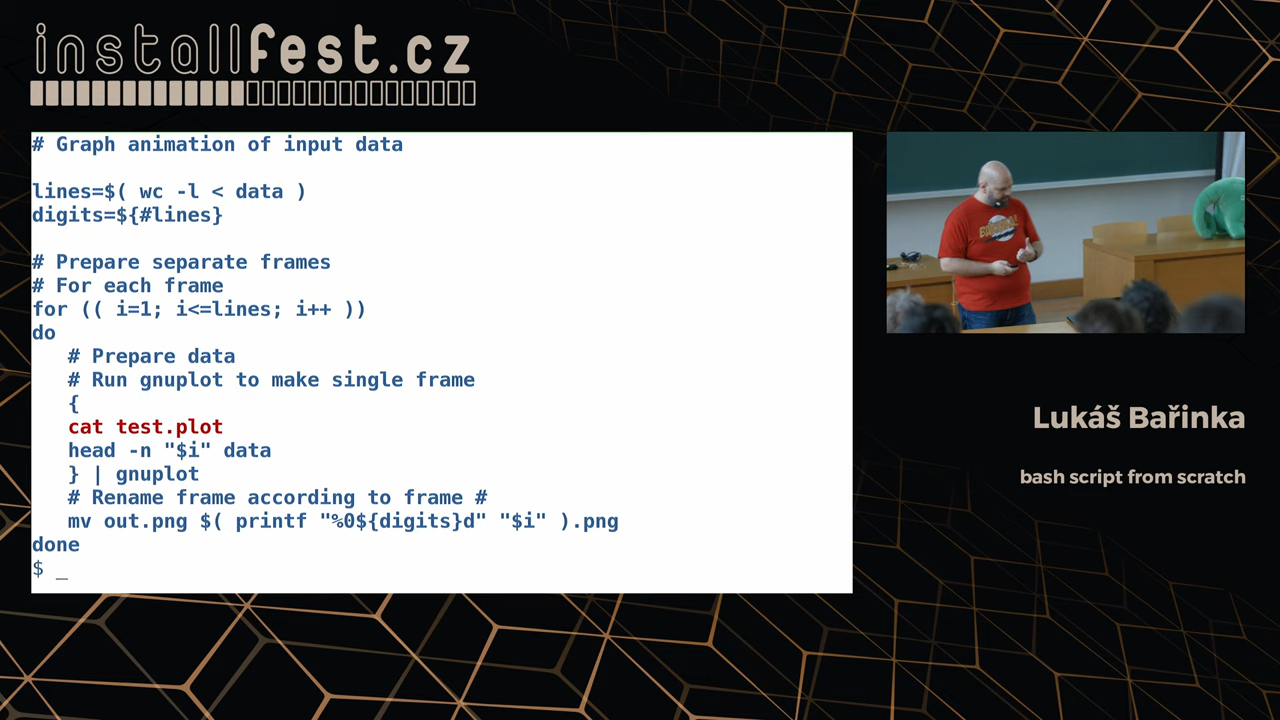 installfest.cz
# Graph animation of input data
lines=$( wc -l < data )
digits=${#lines}
# Prepare separate frames
# For each frame
for (( i=1; i<=lines; i++ ))
do
# Prepare data
# Run gnuplot to make single frame
{
cat test.plot
head -n "$i" data
} | gnuplot
# Rename frame according to frame #
mv out.png $( printf "%0${digits}d" "$i" ).png
done
$ _
Lukáš Bařinka
bash script from scratch